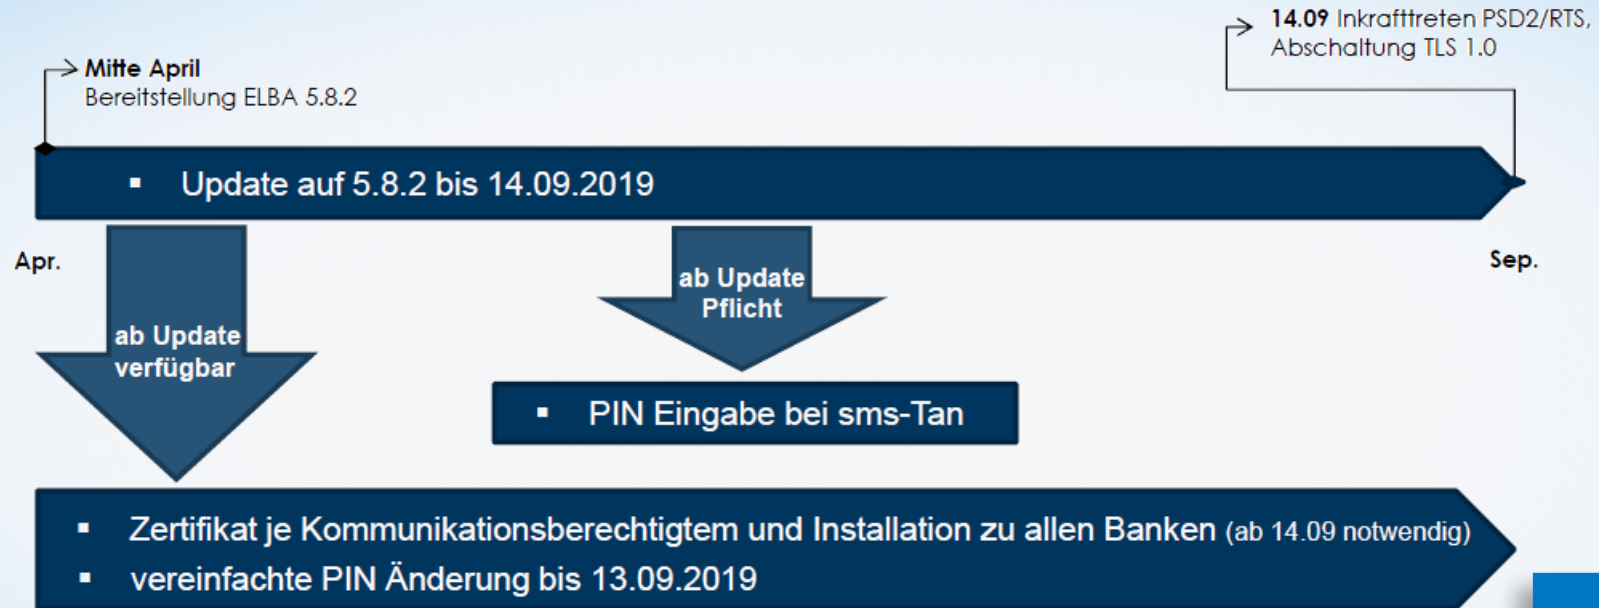 14.09 Inkrafttreten PSD2/RTS,
Abschaltung TLS 1.0
Mitte April
Bereitstellung ELBA 5.8.2
▪ Update auf 5.8.2 bis 14.09.2019
Apr.
Sep.
ab Update
verfügbar
ab Update
Pflicht
▪ PIN Eingabe bei sms-Tan
▪ Zertifikat je Kommunikationsberechtigtem und Installation zu allen Banken (ab 14.09 notwendig)
▪ vereinfachte PIN Änderung bis 13.09.2019